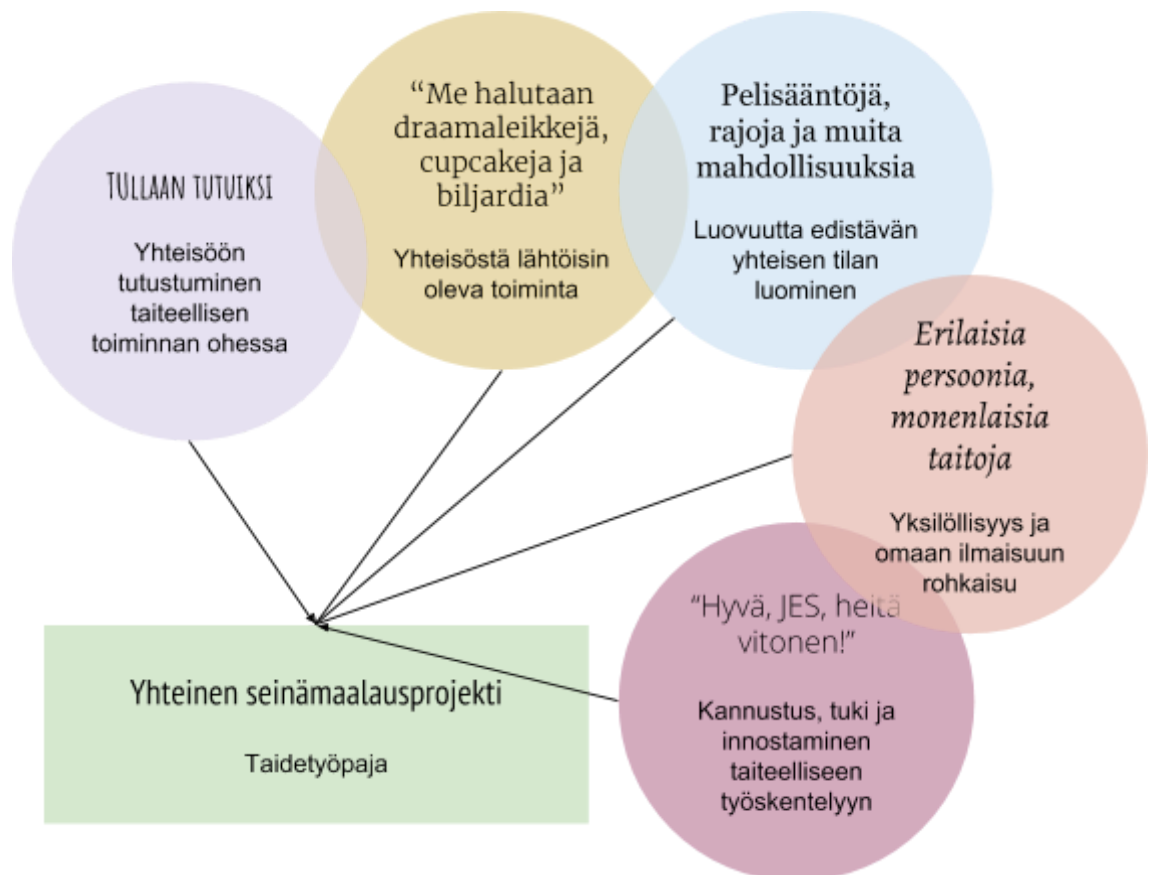 TUllaan tutuiksi
Yhteisöön
tutustuminen
taiteellisen
toiminnan ohessa
“Me halutaan
draamaleikkejä,
cupcakeja ja
biljardia”
Yhteisöstä lähtöisin
oleva toiminta
Pelisääntöjä,
rajoja ja muita
mahdollisuuksia
Luovuutta edistävän
yhteisen tilan
luominen
Erilaisia
persoonia,
monenlaisia
taitoja
Yksilöllisyys ja
omaan ilmaisuun
rohkaisu
“Hyvä, JES, heitä
vitonen!”
Kannustus, tuki ja
innostaminen
taiteelliseen
työskentelyyn
Yhteinen seinämaalausprojekti
Taidetyöpaja